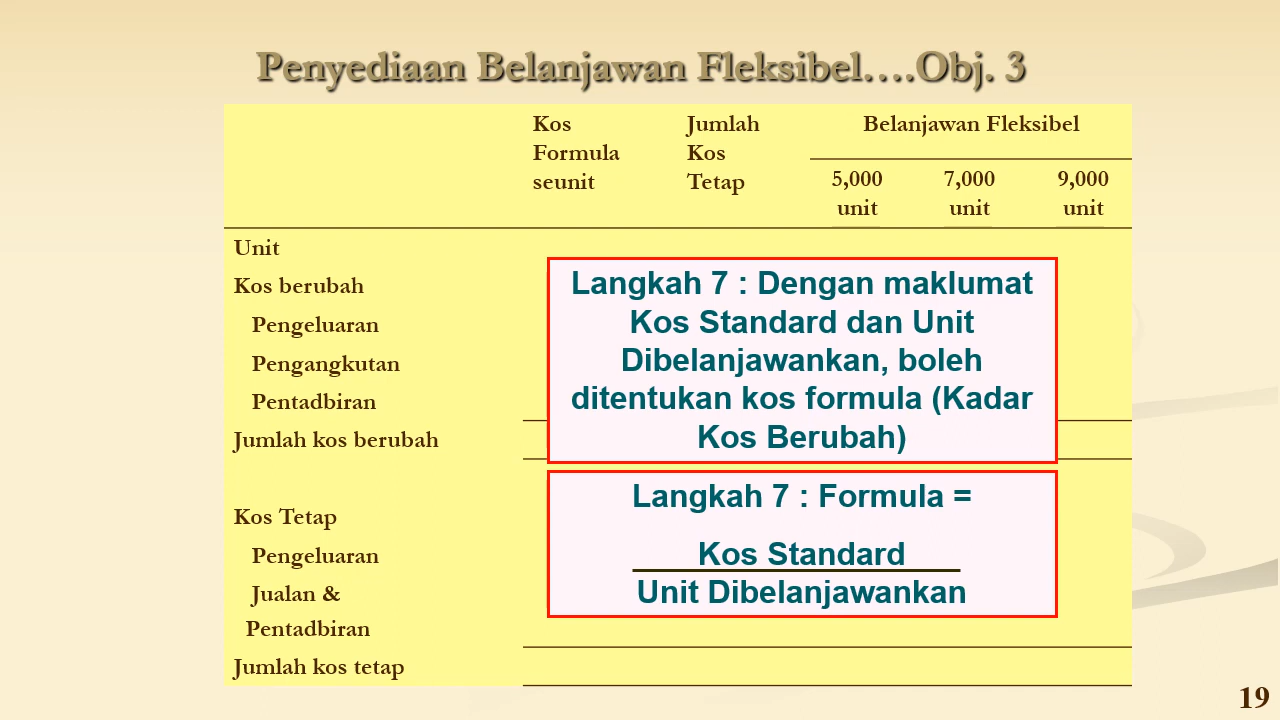 Penyediaan Belanjawan Fleksibel....Obj. 3
Kos Formula seunit
Jumlah Kos Tetap
Belanjawan Fleksibel
5,000 unit
7,000 unit
9,000 unit
Unit
Kos berubah
Pengeluaran
Pengangkutan
Pentadbiran
Jumlah kos berubah
Langkah 7 : Dengan maklumat
Kos Standard dan Unit
Dibelanjawankan, boleh
ditentukan kos formula (Kadar
Kos Berubah)
Kos Tetap
Pengeluaran
Jualan &
Pentadbiran
Jumlah kos tetap
Langkah 7 : Formula =
Kos Standard
Unit Dibelanjawankan
19